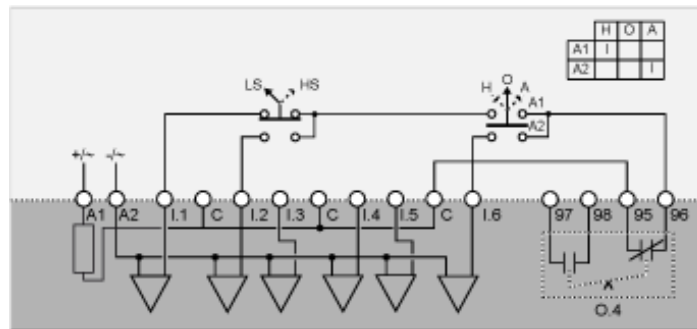 H O A
A1 I
A2 I
LS HS
O
H A A1
A2
+/~ -/~
A1 A2 I.1 C I.2 I.3 C I.4 I.5 C I.6 97 98 95 96
O.4